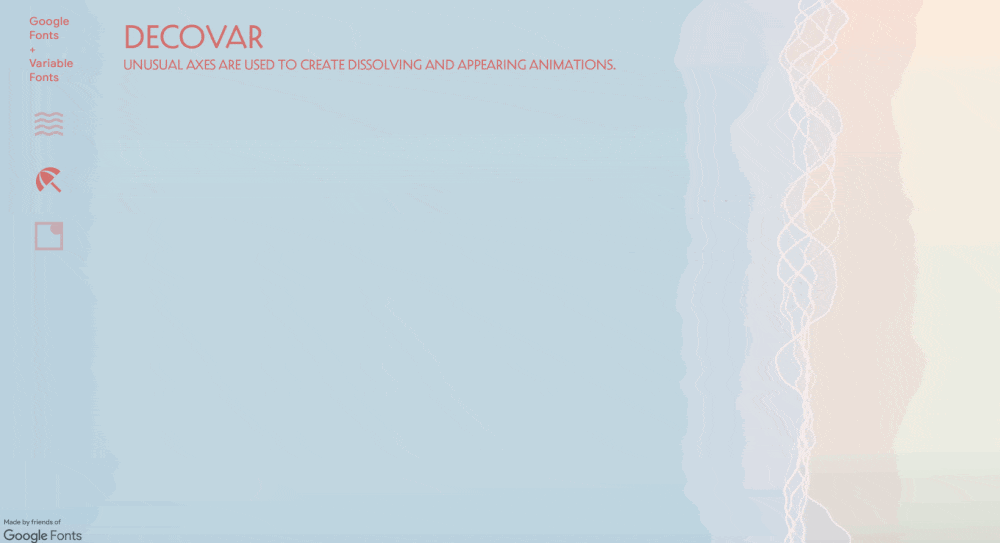 Google
Fonts
+
Variable
Fonts
DECOVAR
UNUSUAL AXES ARE USED TO CREATE DISSOLVING AND APPEARING ANIMATIONS.
Made by friends of
Google Fonts